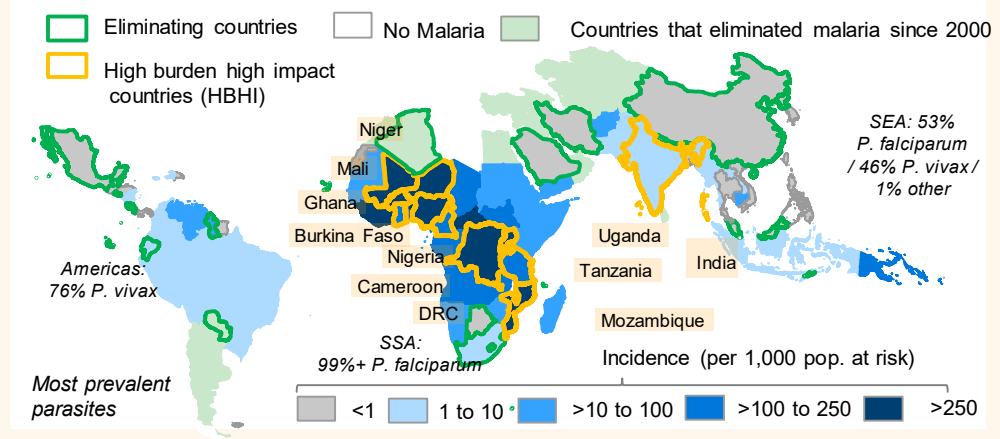 Eliminating countries
No Malaria
Countries that eliminated malaria since 2000
High burden high impact
countries (HBHI)
Niger
Mali
Ghana
Burkina Faso
Nigeria
Cameroon
DRC
Uganda
Tanzania
India
Mozambique
SEA: 53%
P. falciparum
/ 46% P. vivax /
1% other
Americas:
76% P. vivax
SSA:
99%+ P. falciparum
Most prevalent
parasites
Incidence (per 1,000 pop. at risk)
<1
1 to 10
>10 to 100
>100 to 250
>250